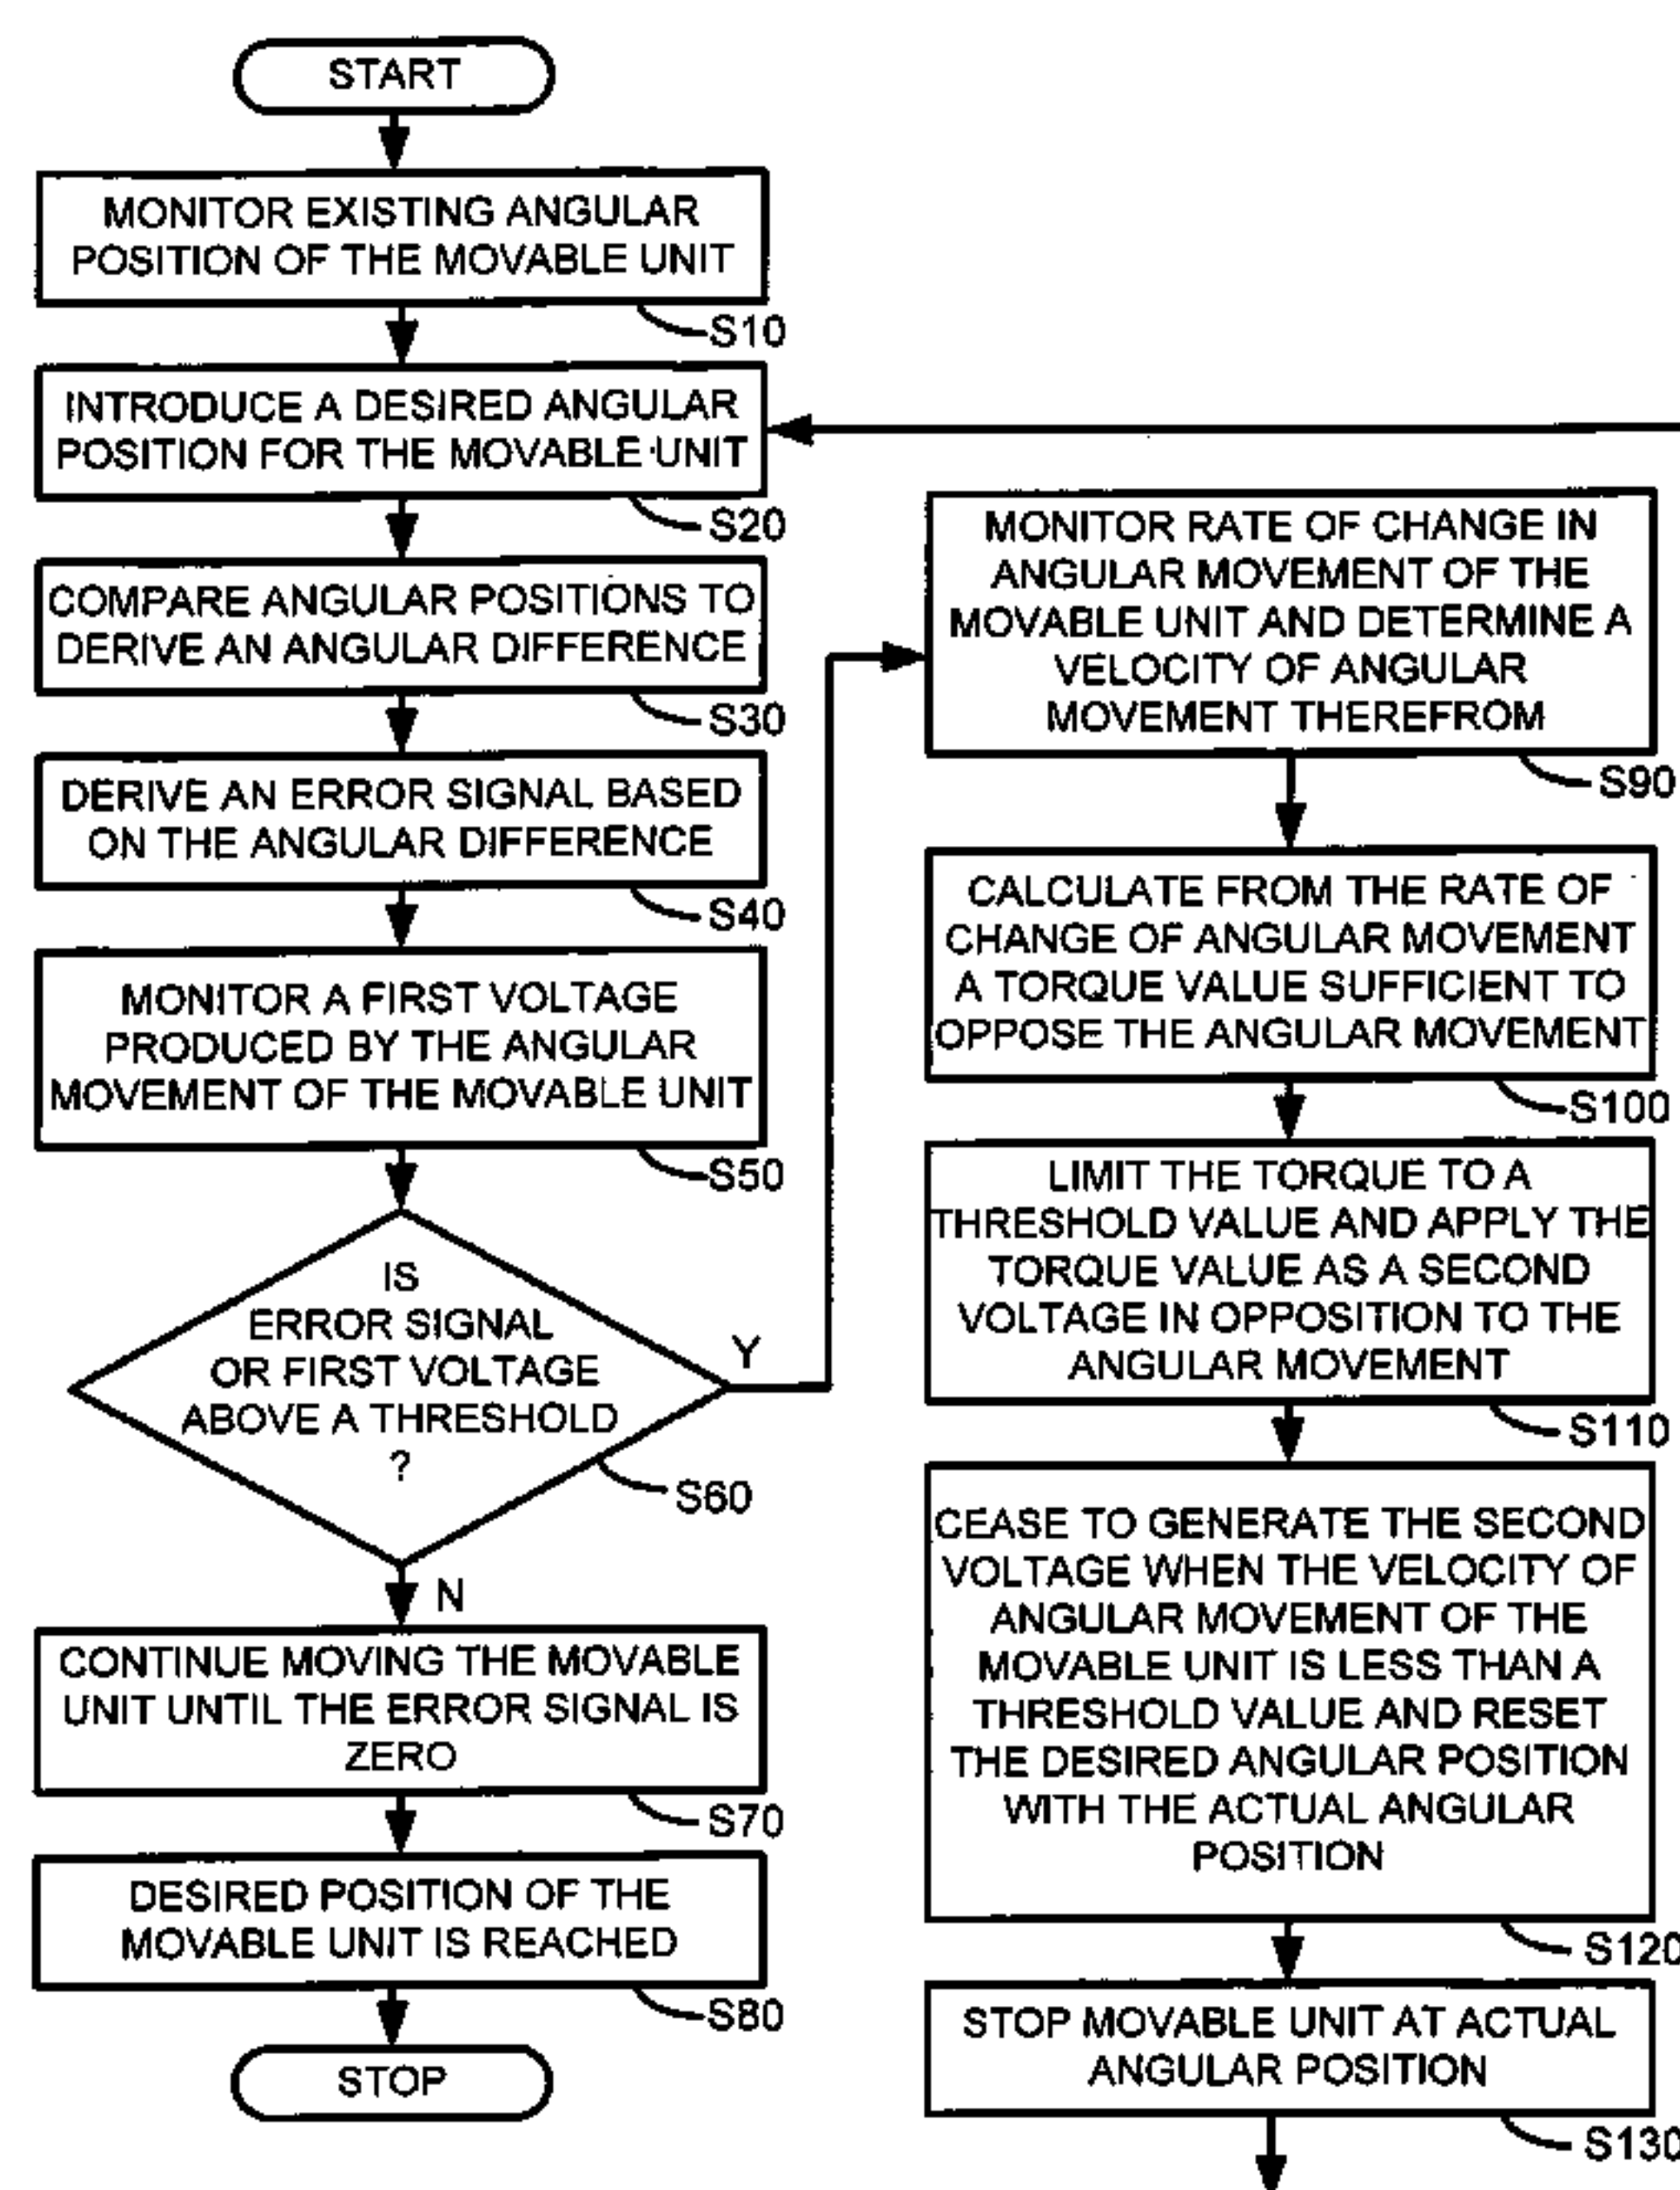 START
MONITOR EXISTING ANGULAR
POSITION OF THE MOVABLE UNIT
S10
INTRODUCE A DESIRED ANGULAR
POSITION FOR THE MOVABLE UNIT
S20
COMPARE ANGULAR POSITIONS TO
DERIVE AN ANGULAR DIFFERENCE
S30
DERIVE AN ERROR SIGNAL BASED
ON THE ANGULAR DIFFERENCE
S40
MONITOR A FIRST VOLTAGE
PRODUCED BY THE ANGULAR
MOVEMENT OF THE MOVABLE UNIT
S50
IS
ERROR SIGNAL
OR FIRST VOLTAGE
ABOVE A THRESHOLD
?
Y
S60
N
CONTINUE MOVING THE MOVABLE
UNIT UNTIL THE ERROR SIGNAL IS
ZERO
S70
DESIRED POSITION OF THE
MOVABLE UNIT IS REACHED
S80
STOP
MONITOR RATE OF CHANGE IN
ANGULAR MOVEMENT OF THE
MOVABLE UNIT AND DETERMINE A
VELOCITY OF ANGULAR
MOVEMENT THEREFROM
S90
CALCULATE FROM THE RATE OF
CHANGE OF ANGULAR MOVEMENT
A TORQUE VALUE SUFFICIENT TO
OPPOSE THE ANGULAR MOVEMENT
S100
LIMIT THE TORQUE TO A
THRESHOLD VALUE AND APPLY THE
TORQUE VALUE AS A SECOND
VOLTAGE IN OPPOSITION TO THE
ANGULAR MOVEMENT
S110
CEASE TO GENERATE THE SECOND
VOLTAGE WHEN THE VELOCITY OF
ANGULAR MOVEMENT OF THE
MOVABLE UNIT IS LESS THAN A
THRESHOLD VALUE AND RESET
THE DESIRED ANGULAR POSITION
WITH THE ACTUAL ANGULAR
POSITION
S120
STOP MOVABLE UNIT AT ACTUAL
ANGULAR POSITION
S130